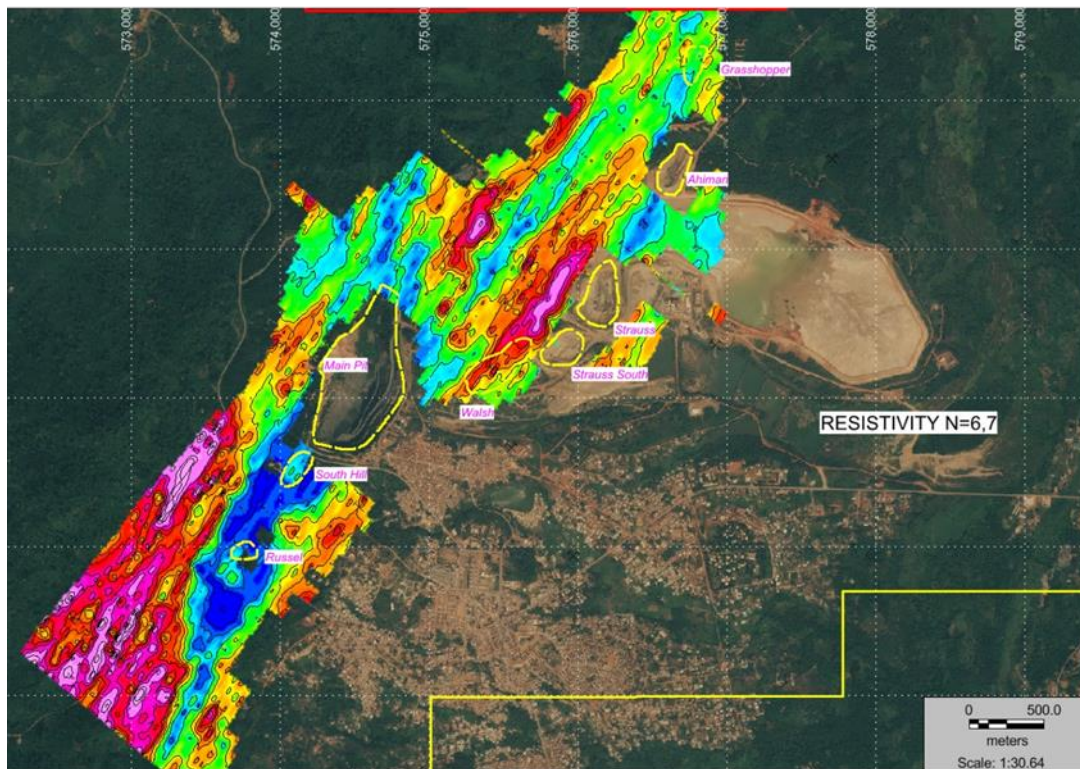 573,000
574,000
575,000
576,000
577,000
578,000
579,000
Grasshopper
Ahiman
Strauss
Main Pit
Strauss South
Walsh
RESISTIVITY N=6,7
South Hill
Russel
0 500.0
meters
Scale: 1:30.64